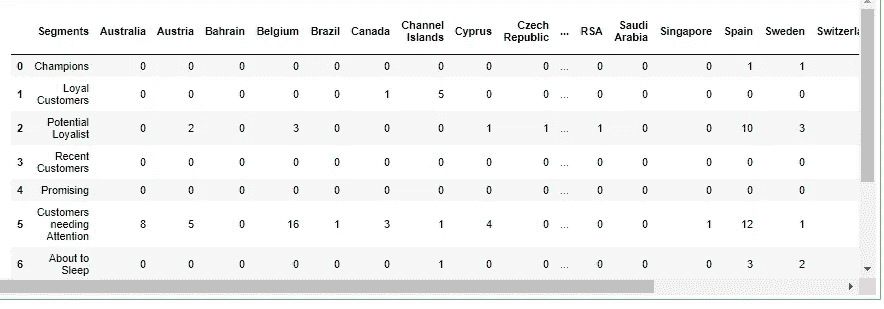 Segments Australia Austria Bahrain Belgium Brazil Canada Channel Islands Cyprus Czech Republic ... RSA Saudi Arabia Singapore Spain Sweden
0 Champions 0 0 0 0 0 0 0 0 0 ... 0 0 0 1 1
1 Loyal Customers 0 0 0 0 0 1 5 0 0 ... 0 0 0 0 0
2 Potential Loyalist 0 2 0 3 0 0 0 1 1 ... 1 0 0 10 3
3 Recent Customers 0 0 0 0 0 0 0 0 0 ... 0 0 0 0 0
4 Promising 0 0 0 0 0 0 0 0 0 ... 0 0 0 0 0
5 Customers needing Attention 8 5 0 16 1 3 1 4 0 ... 0 0 1 12 1
6 About to Sleep 0 0 0 0 0 0 1 0 0 ... 0 0 0 3 2